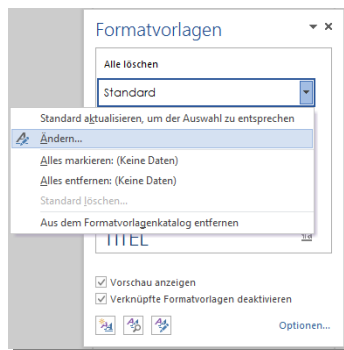 Formatvorlagen
Alle löschen
Standard
Standard aktualisieren, um der Auswahl zu entsprechen
Ändern...
Alles markieren: (Keine Daten)
Alles entfernen: (Keine Daten)
Standard löschen...
Aus dem Formatvorlagenkatalog entfernen
TITEL
Vorschau anzeigen
Verknüpfte Formatvorlagen deaktivieren
Optionen...